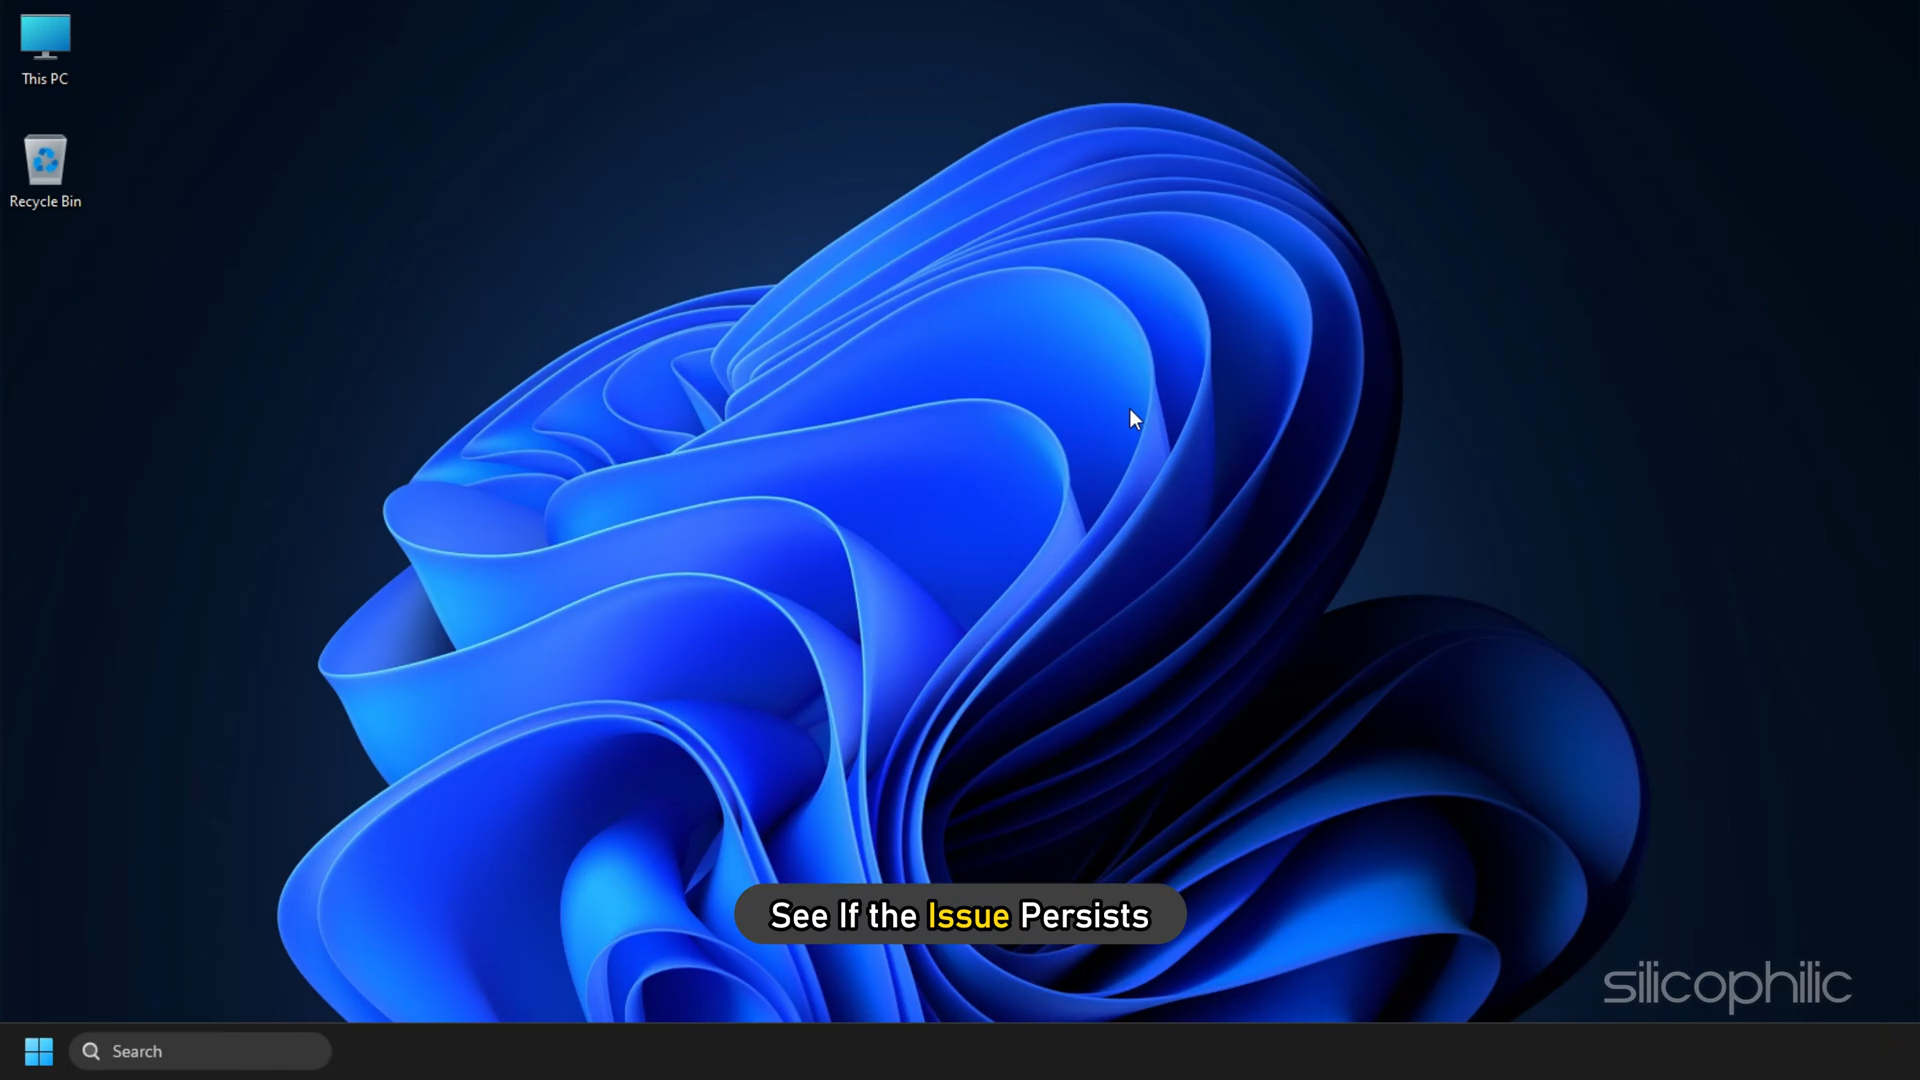 This PC
Recycle Bin
See If the Issue Persists
silicophilic
Search